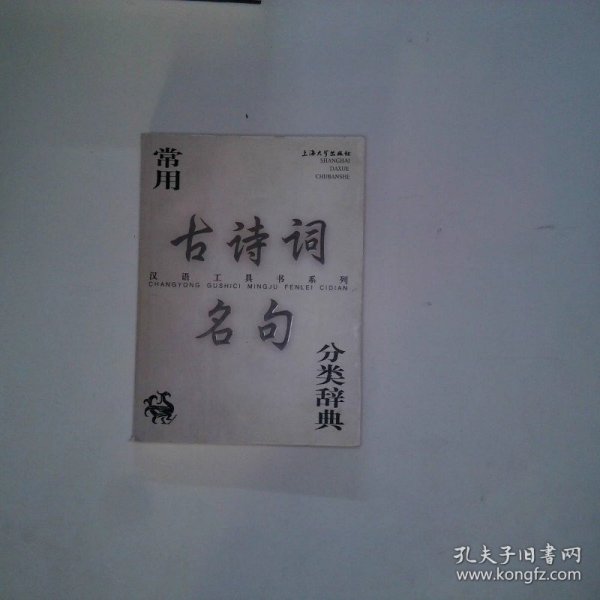 常用
上海大学出版社
SHANGHAI
DAXUE
CHUBANSHE
古诗词
汉语工具书系列
CHANGYONG GUSHICI MINGJU FENLEI CIDIAN
名句
分类辞典
孔夫子旧书网
www.kongfz.com